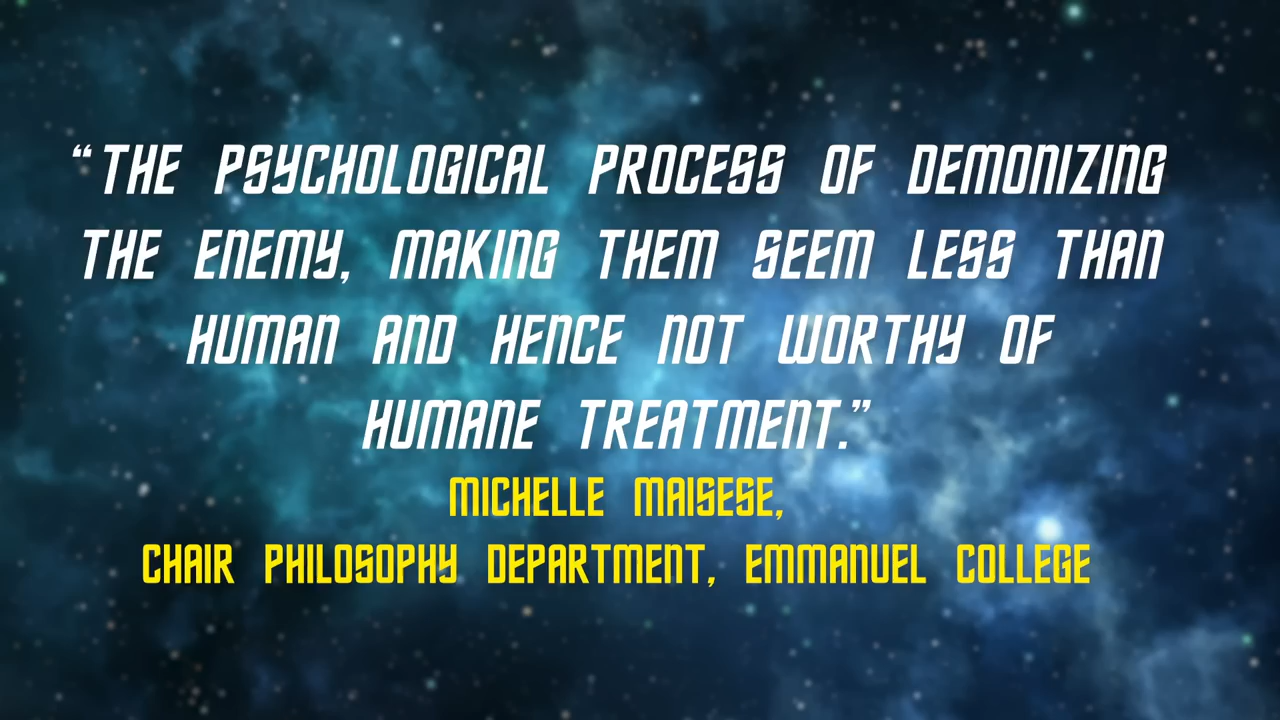 “THE PSYCHOLOGICAL PROCESS OF DEMONIZING
THE ENEMY, MAKING THEM SEEM LESS THAN
HUMAN AND HENCE NOT WORTHY OF
HUMANE TREATMENT.”
MICHELLE MAISESE,
CHAIR PHILOSOPHY DEPARTMENT, EMMANUEL COLLEGE